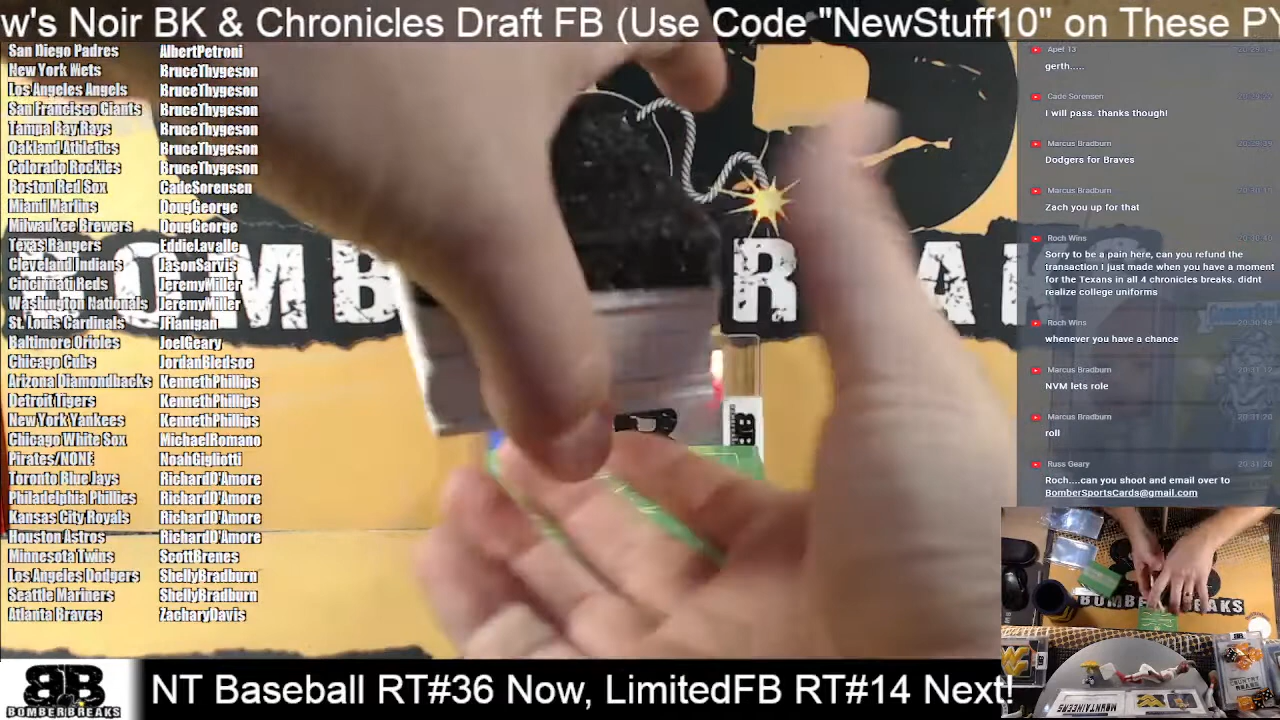 w's Noir BK & Chronicles Draft FB (Use Code "NewStuff10" on These PY
San Diego Padres AlbertPetroni
New York Mets BruceThygeson
Los Angeles Angels BruceThygeson
San Francisco Giants BruceThygeson
Tampa Bay Rays BruceThygeson
Oakland Athletics BruceThygeson
Colorado Rockies BruceThygeson
Boston Red Sox CadeSorensen
Miami Marlins DougGeorge
Milwaukee Brewers DougGeorge
Texas Rangers EddieLavalle
Cleveland Indians JasonSarvis
Cincinnati Reds JeremyMiller
Washington Nationals JeremyMiller
St. Louis Cardinals JFlanigan
Baltimore Orioles JoelGeary
Chicago Cubs JordanBledsoe
Arizona Diamondbacks KennethPhillips
Detroit Tigers KennethPhillips
New York Yankees KennethPhillips
Chicago White Sox MichaelRomano
Pirates/NONE NoahGigliotti
Toronto Blue Jays RichardD'Amore
Philadelphia Phillies RichardD'Amore
Kansas City Royals RichardD'Amore
Houston Astros RichardD'Amore
Minnesota Twins ScottBrenes
Los Angeles Dodgers ShellyBradburn
Seattle Mariners ShellyBradburn
Atlanta Braves ZacharyDavis
Apel 13
gerth.....
Cade Sorensen
I will pass. thanks though!
Marcus Bradburn
Dodgers for Braves
Marcus Bradburn
Zach you up for that
Roch Wins
Sorry to be a pain here, can you refund the
transaction I just made when you have a moment
for the Texans in all 4 chronicles breaks. didnt
realize college uniforms
Roch Wins
whenever you have a chance
Marcus Bradburn
NVM lets role
Marcus Bradburn
roll
Russ Geary
Roch....can you shoot and email over to
BomberSportsCards@gmail.com
BOMBERBREAKS
MOUNTAINEERS
BB
BOMBERBREAKS
NT Baseball RT#36 Now, LimitedFB RT#14 Next!